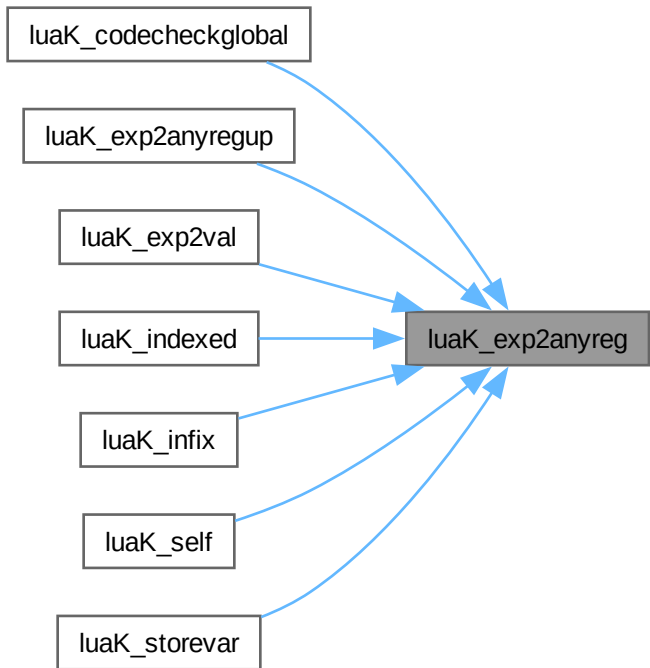 luaK_codecheckglobal
luaK_exp2anyregup
luaK_exp2val
luaK_indexed
luaK_exp2anyreg
luaK_infix
luaK_self
luaK_storevar